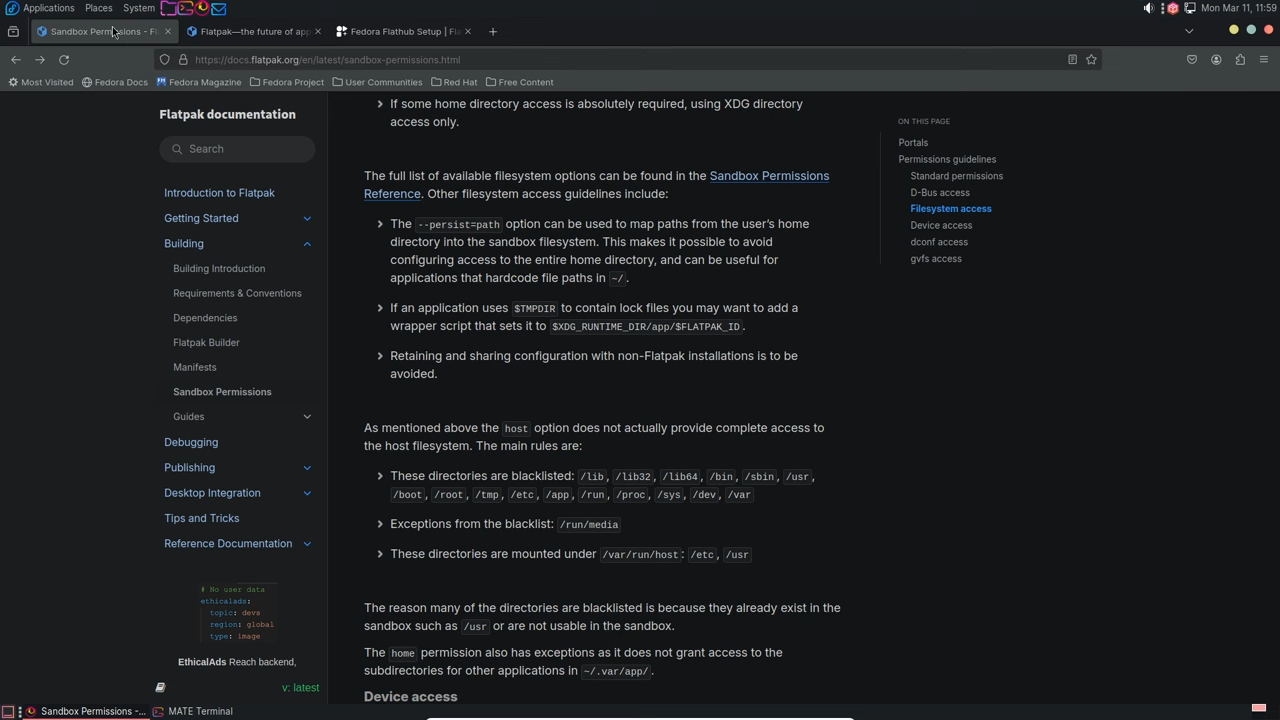 Applications Places System Mon Mar 11, 11:59
Sandbox Permissions - Fl Flatpak—the future of app Fedora Flathub Setup | Fla
https://docs.flatpak.org/en/latest/sandbox-permissions.html
Most Visited Fedora Docs Fedora Magazine Fedora Project User Communities Red Hat Free Content
Flatpak documentation
Search
Introduction to Flatpak
Getting Started
Building
Building Introduction
Requirements & Conventions
Dependencies
Flatpak Builder
Manifests
Sandbox Permissions
Guides
Debugging
Publishing
Desktop Integration
Tips and Tricks
Reference Documentation
# No user data
ethicalads:
topic: devs
region: global
type: image
EthicalAds Reach backend,
v: latest
If some home directory access is absolutely required, using XDG directory
access only.
The full list of available filesystem options can be found in the Sandbox Permissions
Reference. Other filesystem access guidelines include:
The --persist=path option can be used to map paths from the user's home
directory into the sandbox filesystem. This makes it possible to avoid
configuring access to the entire home directory, and can be useful for
applications that hardcode file paths in ~/.
If an application uses $TMPDIR to contain lock files you may want to add a
wrapper script that sets it to $XDG_RUNTIME_DIR/app/$FLATPAK_ID.
Retaining and sharing configuration with non-Flatpak installations is to be
avoided.
As mentioned above the host option does not actually provide complete access to
the host filesystem. The main rules are:
These directories are blacklisted: /lib, /lib32, /lib64, /bin, /sbin, /usr,
/boot, /root, /tmp, /etc, /app, /run, /proc, /sys, /dev, /var
Exceptions from the blacklist: /run/media
These directories are mounted under /var/run/host: /etc, /usr
The reason many of the directories are blacklisted is because they already exist in the
sandbox such as /usr or are not usable in the sandbox.
The home permission also has exceptions as it does not grant access to the
subdirectories for other applications in ~/.var/app/.
Device access
ON THIS PAGE
Portals
Permissions guidelines
Standard permissions
D-Bus access
Filesystem access
Device access
dconf access
gvfs access
Sandbox Permissions -... MATE Terminal